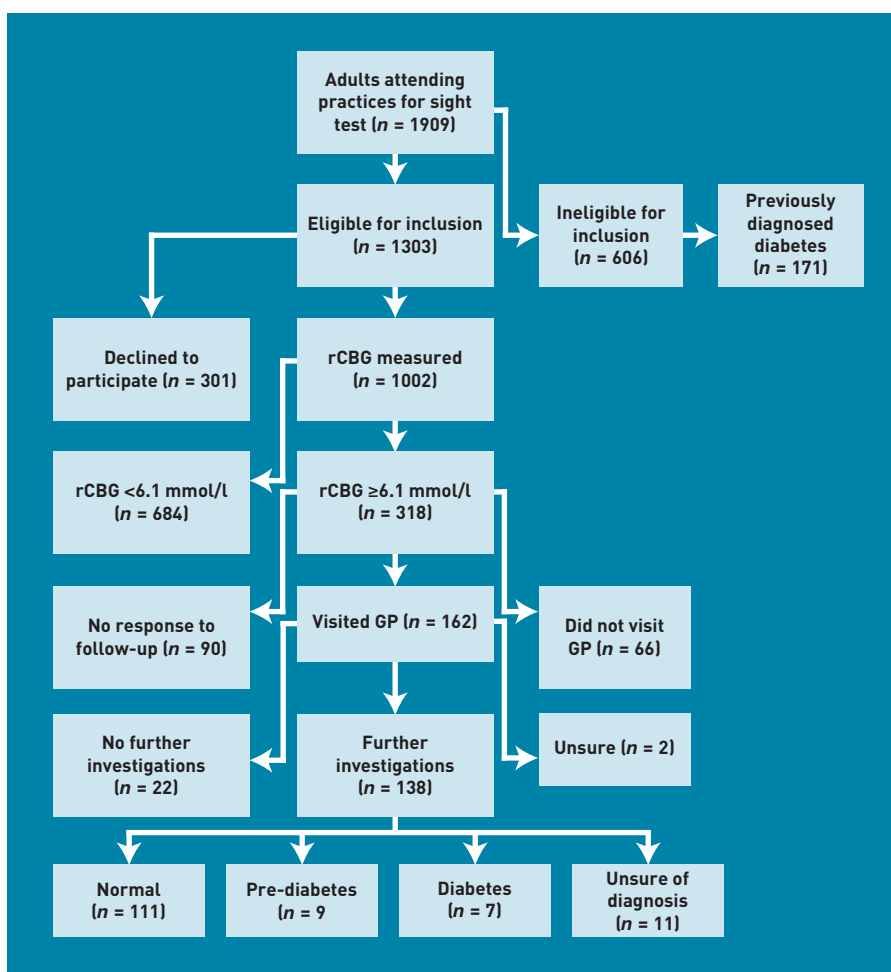 Adults attending
practices for sight
test (n = 1909)
Eligible for inclusion
(n = 1303)
Ineligible for
inclusion
(n = 606)
Previously
diagnosed
diabetes
(n = 171)
Declined to
participate (n = 301)
rCBG measured
(n = 1002)
rCBG <6.1 mmol/l
(n = 684)
rCBG ≥6.1 mmol/l
(n = 318)
No response to
follow-up (n = 90)
Visited GP (n = 162)
Did not visit
GP (n = 66)
No further
investigations
(n = 22)
Further
investigations
(n = 138)
Unsure (n = 2)
Normal
(n = 111)
Pre-diabetes
(n = 9
Diabetes
(n = 7)
Unsure of
diagnosis
(n = 11)